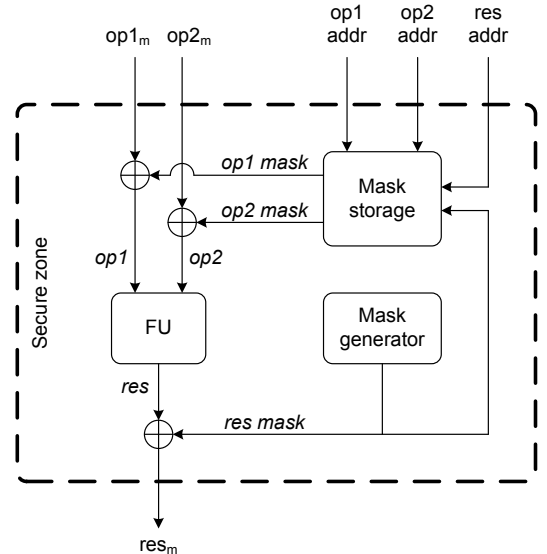 op1 op2 res
op1ₘ op2ₘ addr addr addr
op1 mask
Mask
storage
op2 mask
op1 op2
Secure zone
FU
Mask
generator
res
res mask
resₘ